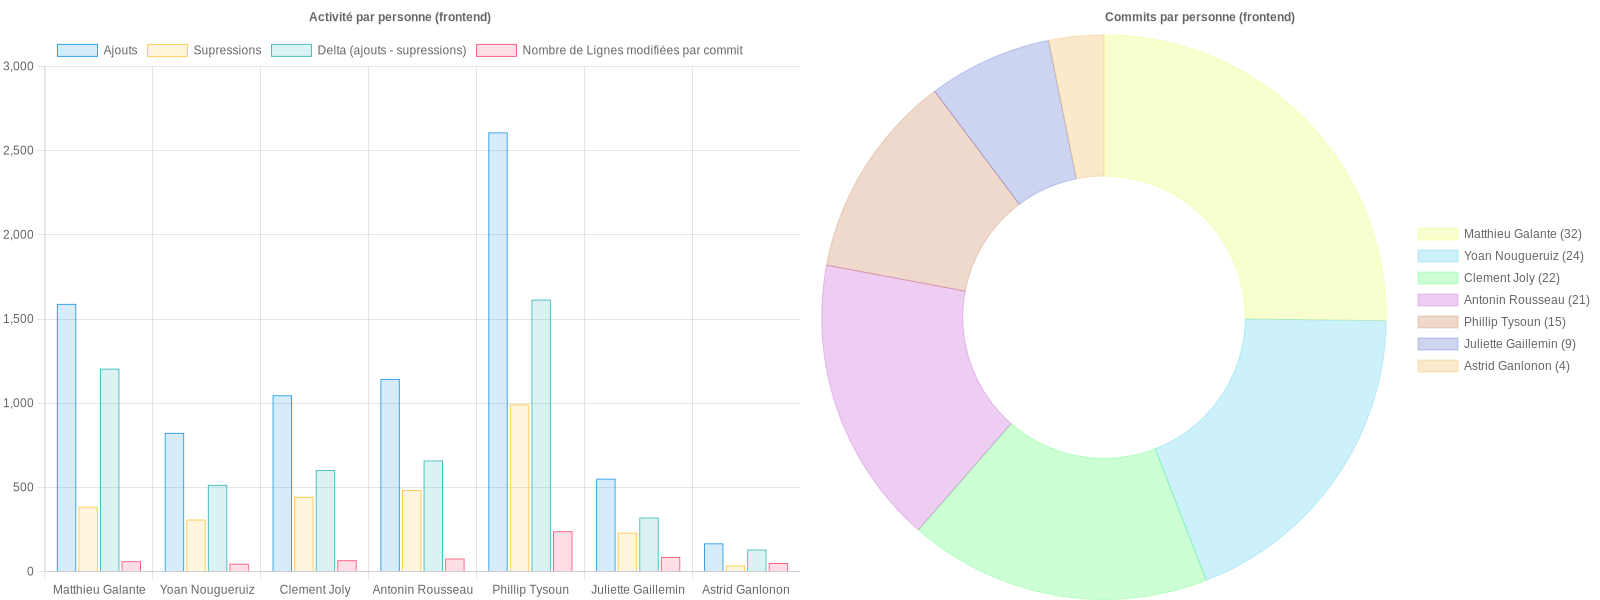 Activité par personne (frontend)
Ajouts
Supressions
Delta (ajouts - supressions)
Nombre de Lignes modifiées par commit
3,000
2,500
2,000
1,500
1,000
500
0
Matthieu Galante
Yoan Nougueruiz
Clement Joly
Antonin Rousseau
Phillip Tysoun
Juliette Gaillemin
Astrid Ganlonon
Commits par personne (frontend)
Matthieu Galante (32)
Yoan Nougueruiz (24)
Clement Joly (22)
Antonin Rousseau (21)
Phillip Tysoun (15)
Juliette Gaillemin (9)
Astrid Ganlonon (4)